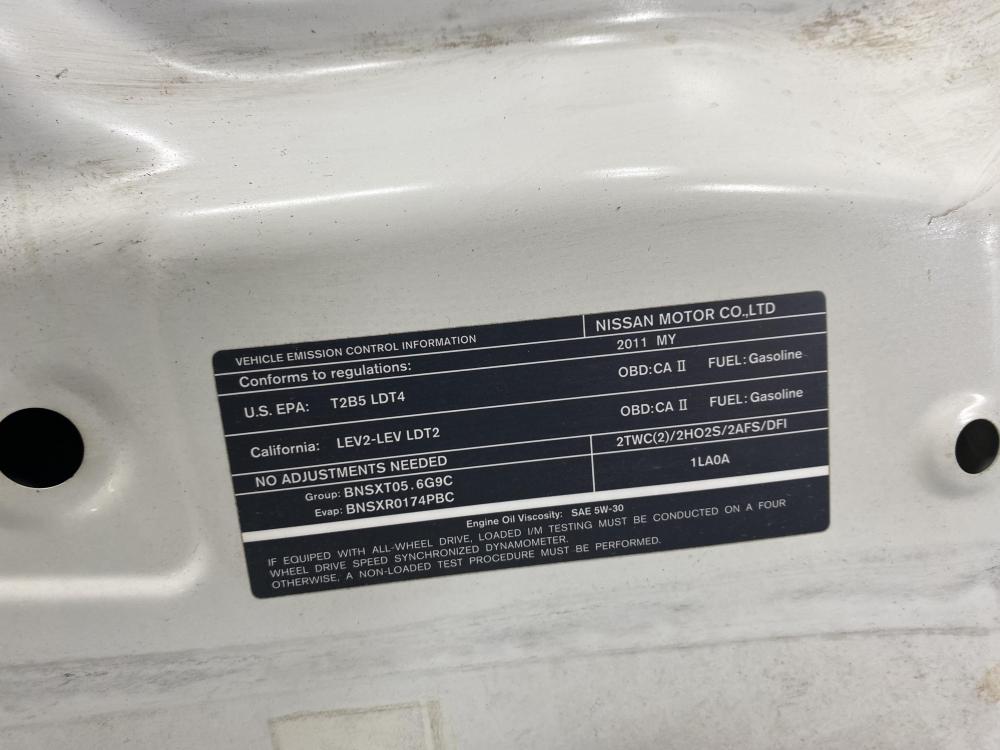 VEHICLE EMISSION CONTROL INFORMATION
NISSAN MOTOR CO.,LTD
Conforms to regulations:
2011 MY
U.S. EPA: T2B5 LDT4
OBD:CA II FUEL:Gasoline
California: LEV2-LEV LDT2
OBD:CA II FUEL:Gasoline
NO ADJUSTMENTS NEEDED
2TWC(2)/2HO2S/2AFS/DFI
Group: BNSXT05.6G9C
Evap: BNSXR0174PBC
1LA0A
Engine Oil Viscosity: SAE 5W-30
IF EQUIPED WITH ALL-WHEEL DRIVE, LOADED I/M TESTING MUST BE CONDUCTED ON A FOUR
WHEEL DRIVE SPEED SYNCHRONIZED DYNAMOMETER.
OTHERWISE, A NON-LOADED TEST PROCEDURE MUST BE PERFORMED.